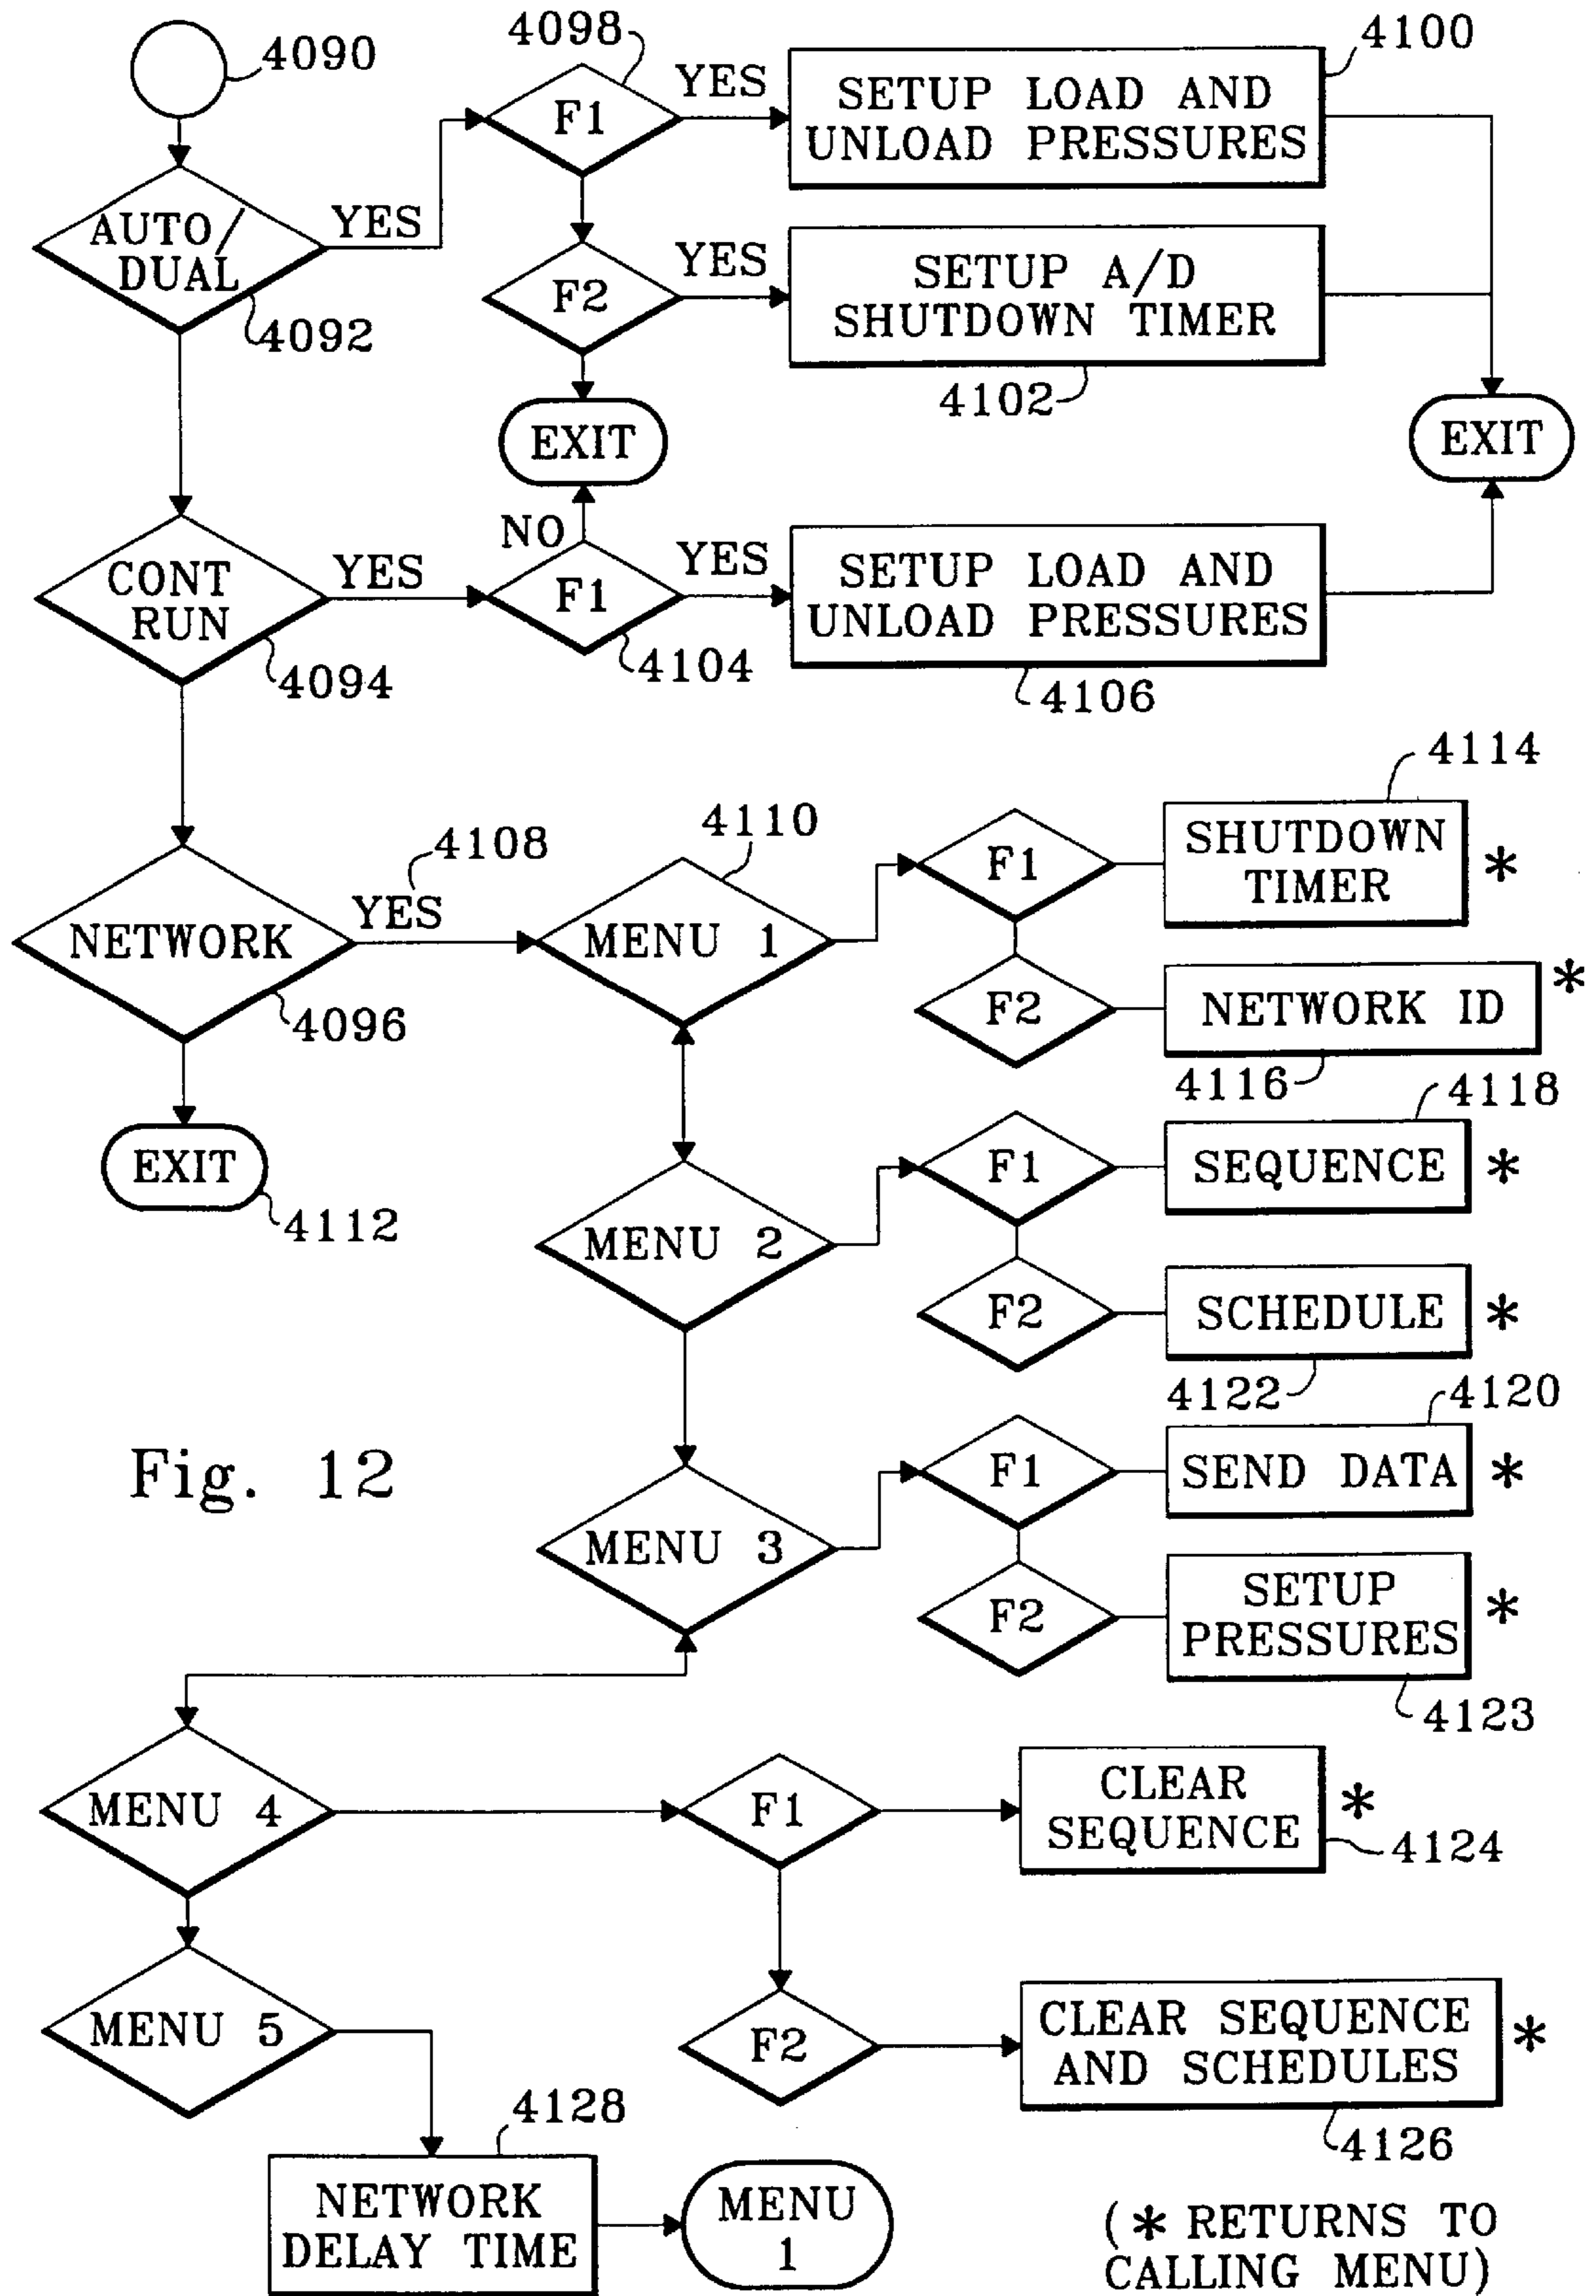 4090
4098
4100
F1
YES
SETUP LOAD AND
UNLOAD PRESSURES
AUTO/
DUAL
YES
4092
F2
YES
SETUP A/D
SHUTDOWN TIMER
4102
EXIT
EXIT
CONT
RUN
YES
4094
NO
F1
4104
YES
SETUP LOAD AND
UNLOAD PRESSURES
4106
NETWORK
4096
YES
4108
4110
MENU 1
F1
4114
SHUTDOWN
TIMER
*
F2
NETWORK ID
*
4116
EXIT
4112
MENU 2
F1
4118
SEQUENCE
*
F2
SCHEDULE
*
4122
Fig. 12
MENU 3
F1
4120
SEND DATA
*
F2
SETUP
PRESSURES
*
4123
MENU 4
F1
CLEAR
SEQUENCE
*
4124
MENU 5
F2
CLEAR SEQUENCE
AND SCHEDULES
*
4126
4128
NETWORK
DELAY TIME
MENU
1
(* RETURNS TO
CALLING MENU)